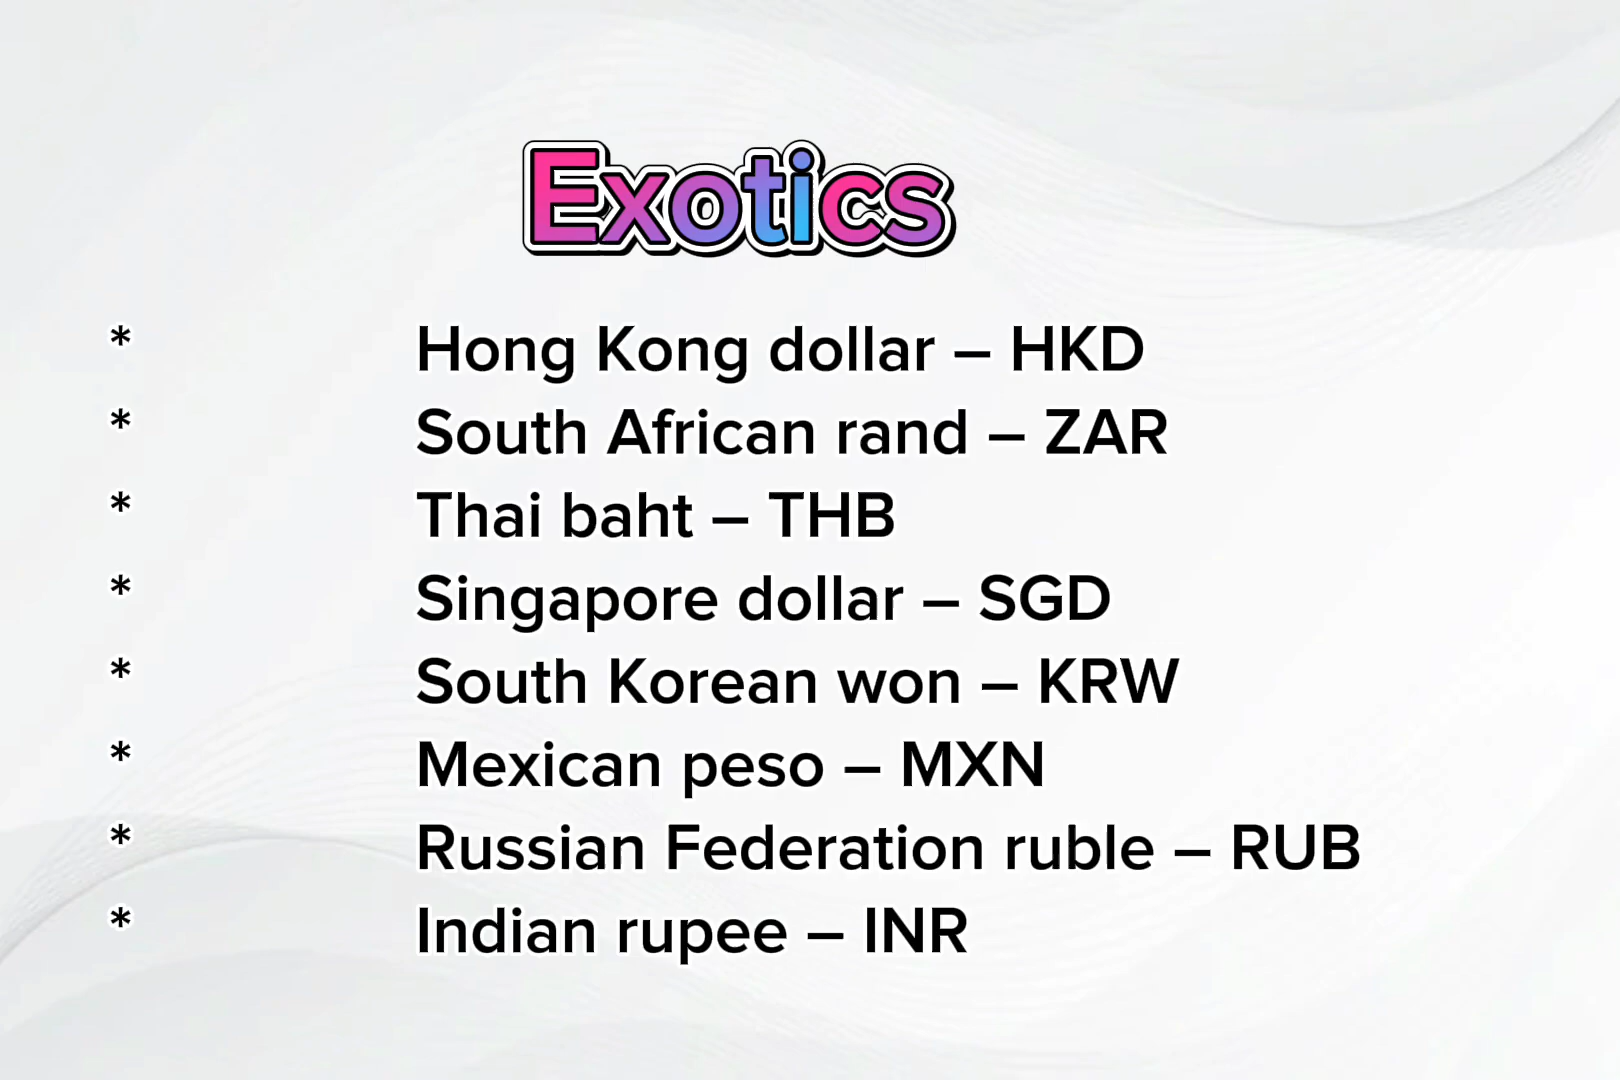 Exotics
* Hong Kong dollar – HKD
* South African rand – ZAR
* Thai baht – THB
* Singapore dollar – SGD
* South Korean won – KRW
* Mexican peso – MXN
* Russian Federation ruble – RUB
* Indian rupee – INR